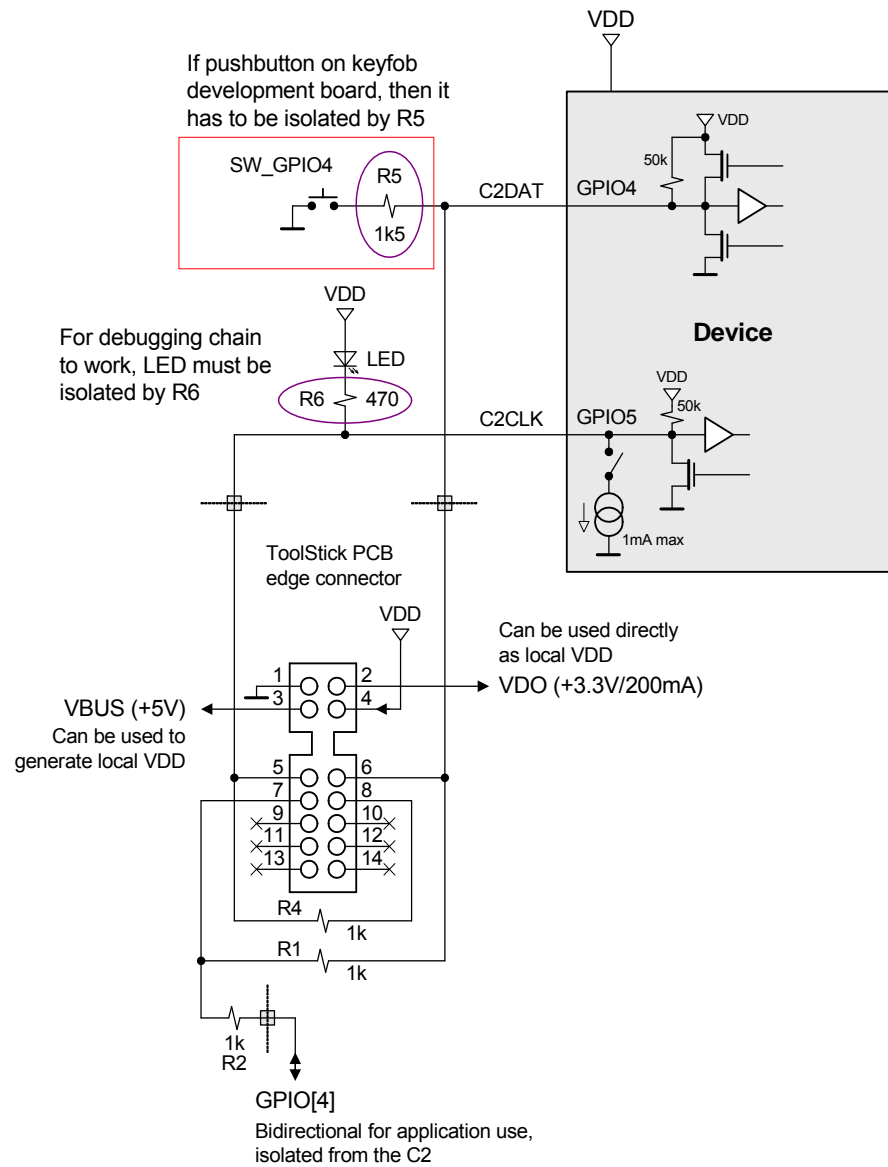 VDD
If pushbutton on keyfob
development board, then it
has to be isolated by R5
SW_GPIO4
R5
1k5
C2DAT
GPIO4
50k
VDD
Device
VDD
For debugging chain
to work, LED must be
isolated by R6
LED
R6
470
C2CLK
GPIO5
VDD
50k
1mA max
ToolStick PCB
edge connector
VDD
Can be used directly
as local VDD
VDO (+3.3V/200mA)
VBUS (+5V)
Can be used to
generate local VDD
1
2
3
4
5
6
7
8
9
10
11
12
13
14
R4
1k
R1
1k
1k
R2
GPIO[4]
Bidirectional for application use,
isolated from the C2